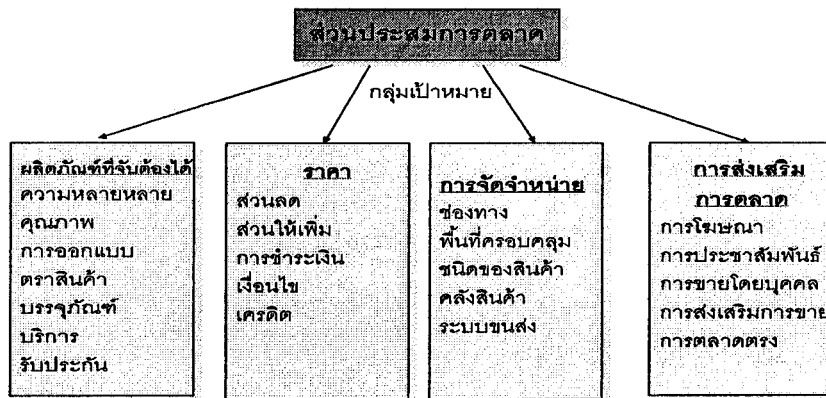 ส่วนประสมการตลาด
กลุ่มเป้าหมาย
ผลิตภัณฑ์ที่จับต้องได้
ความหลายหลาย
คุณภาพ
การออกแบบ
ตราสินค้า
บรรจุภัณฑ์
บริการ
รับประกัน
ราคา
ส่วนลด
ส่วนให้เพิ่ม
การชำระเงิน
เงื่อนไข
เครดิต
การจัดจำหน่าย
ช่องทาง
พื้นที่ครอบคลุม
ชนิดของสินค้า
คลังสินค้า
ระบบขนส่ง
การส่งเสริม
การตลาด
การโฆษณา
การประชาสัมพันธ์
การขายโดยบุคคล
การส่งเสริมการขาย
การตลาดตรง